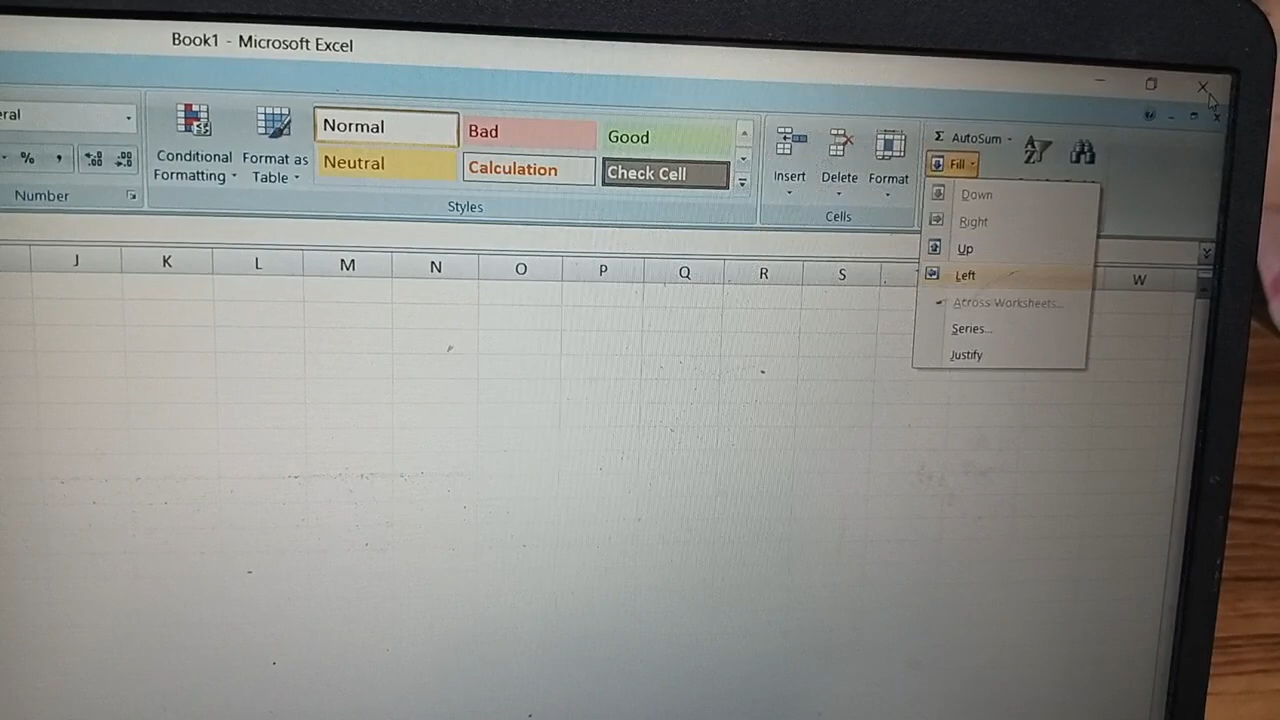 Book1 - Microsoft Excel
ral
%
Number
Conditional Formatting
Format as Table
Normal
Bad
Good
Neutral
Calculation
Check Cell
Styles
Insert
Delete
Format
Cells
Σ AutoSum
Fill
Down
Right
Up
Left
Across Worksheets...
Series...
Justify
J K L M N O P Q R S W